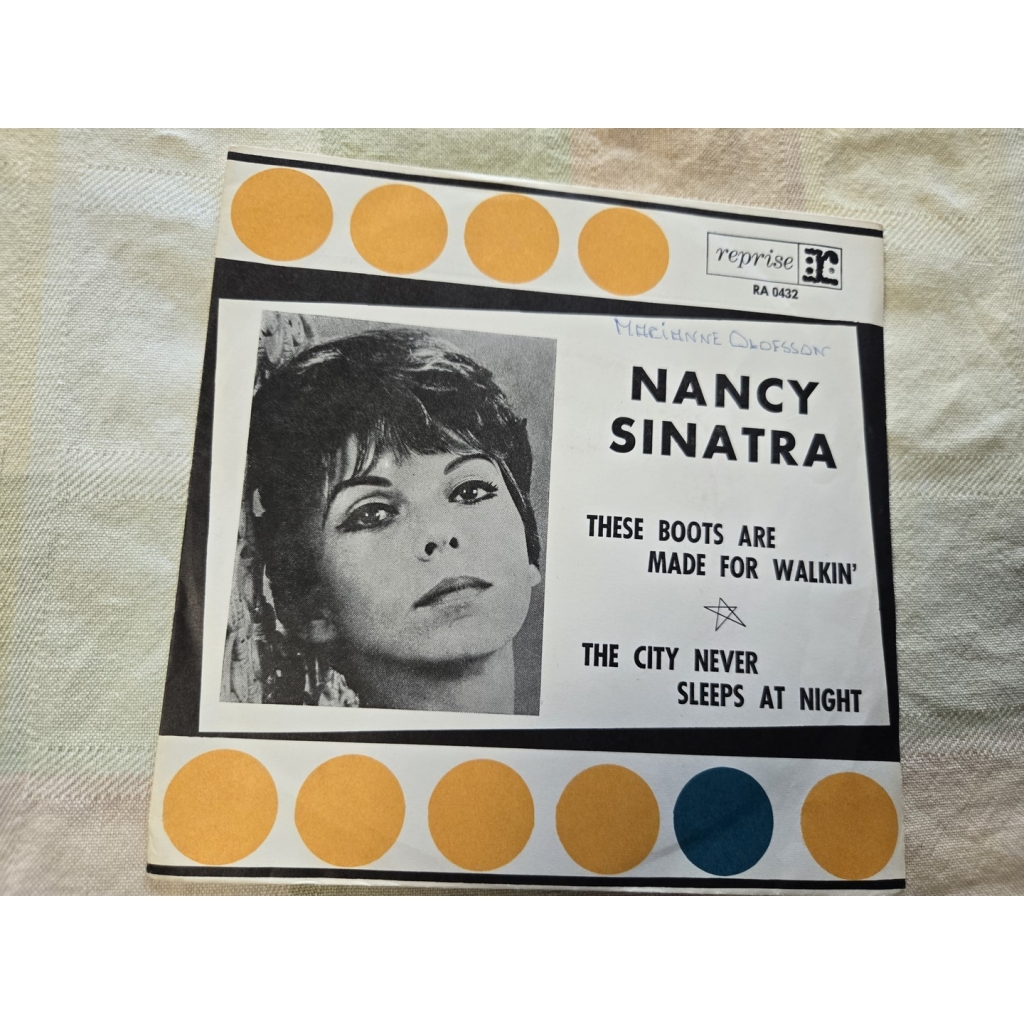 reprise r
RA 0432
MARIANNE OLOFSSON
NANCY
SINATRA
THESE BOOTS ARE
MADE FOR WALKIN'
THE CITY NEVER
SLEEPS AT NIGHT